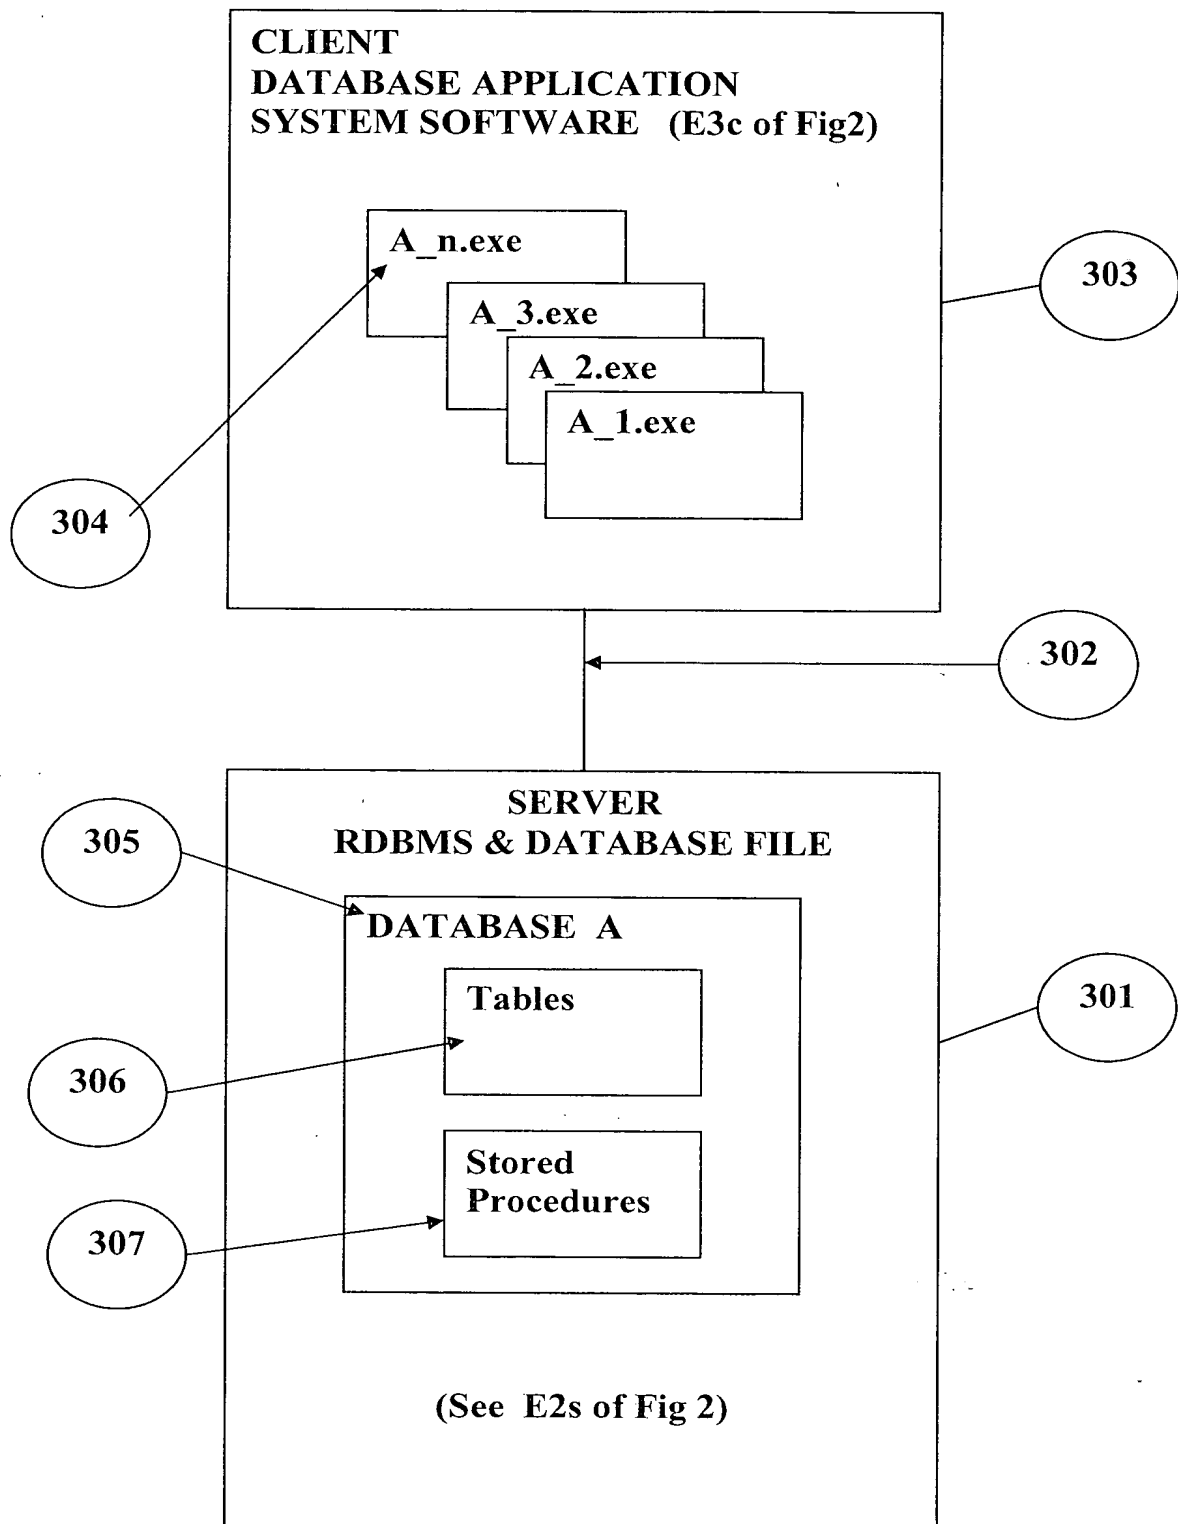 CLIENT
DATABASE APPLICATION
SYSTEM SOFTWARE (E3c of Fig2)
A_n.exe
303
A_3.exe
A_2.exe
A_1.exe
304
302
SERVER
RDBMS & DATABASE FILE
305
DATABASE A
Tables
301
306
Stored
Procedures
307
(See E2s of Fig 2)